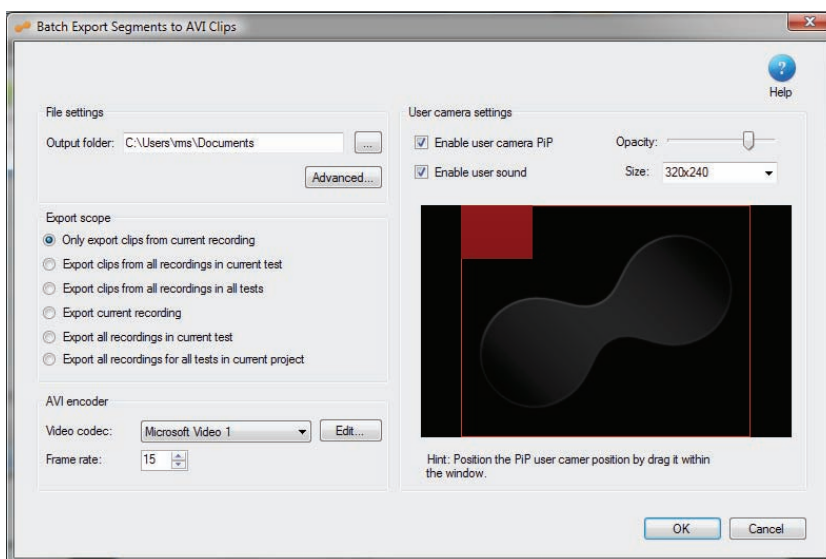 Batch Export Segments to AVI Clips
Help
File settings
Output folder: C:\Users\ms\Documents ...
Advanced...
Export scope
Only export clips from current recording
Export clips from all recordings in current test
Export clips from all recordings in all tests
Export current recording
Export all recordings in current test
Export all recordings for all tests in current project
AVI encoder
Video codec: Microsoft Video 1 Edit...
Frame rate: 15
User camera settings
Enable user camera PiP Opacity:
Enable user sound Size: 320x240
Hint: Position the PiP user camer position by drag it within
the window.
OK Cancel